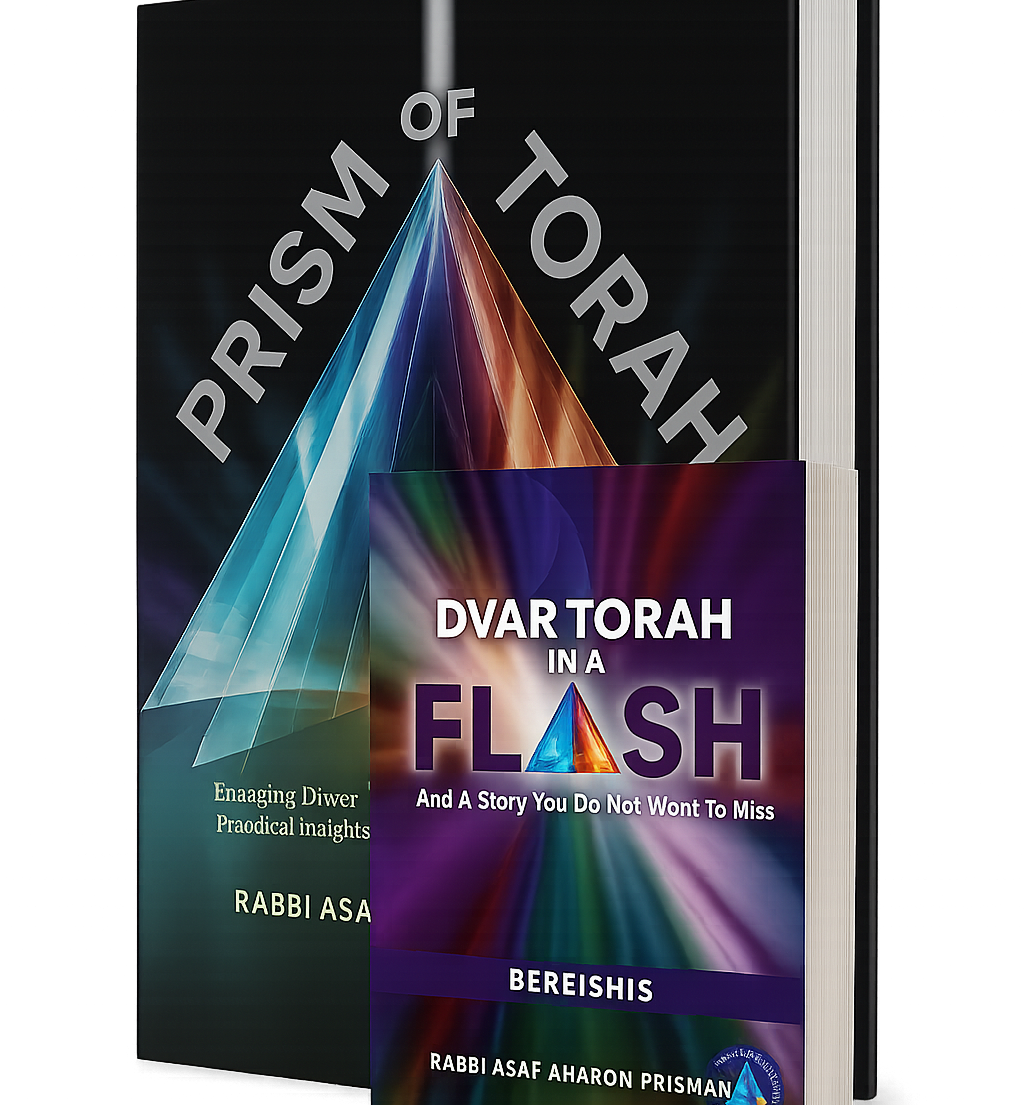 PRISM OF TORAH
Enaaging Diwer
Praodical inaights
RABBI ASA
DVAR TORAH
IN A
FLASH
And A Story You Do Not Wont To Miss
BEREISHIS
RABBI ASAF AHARON PRISMAN